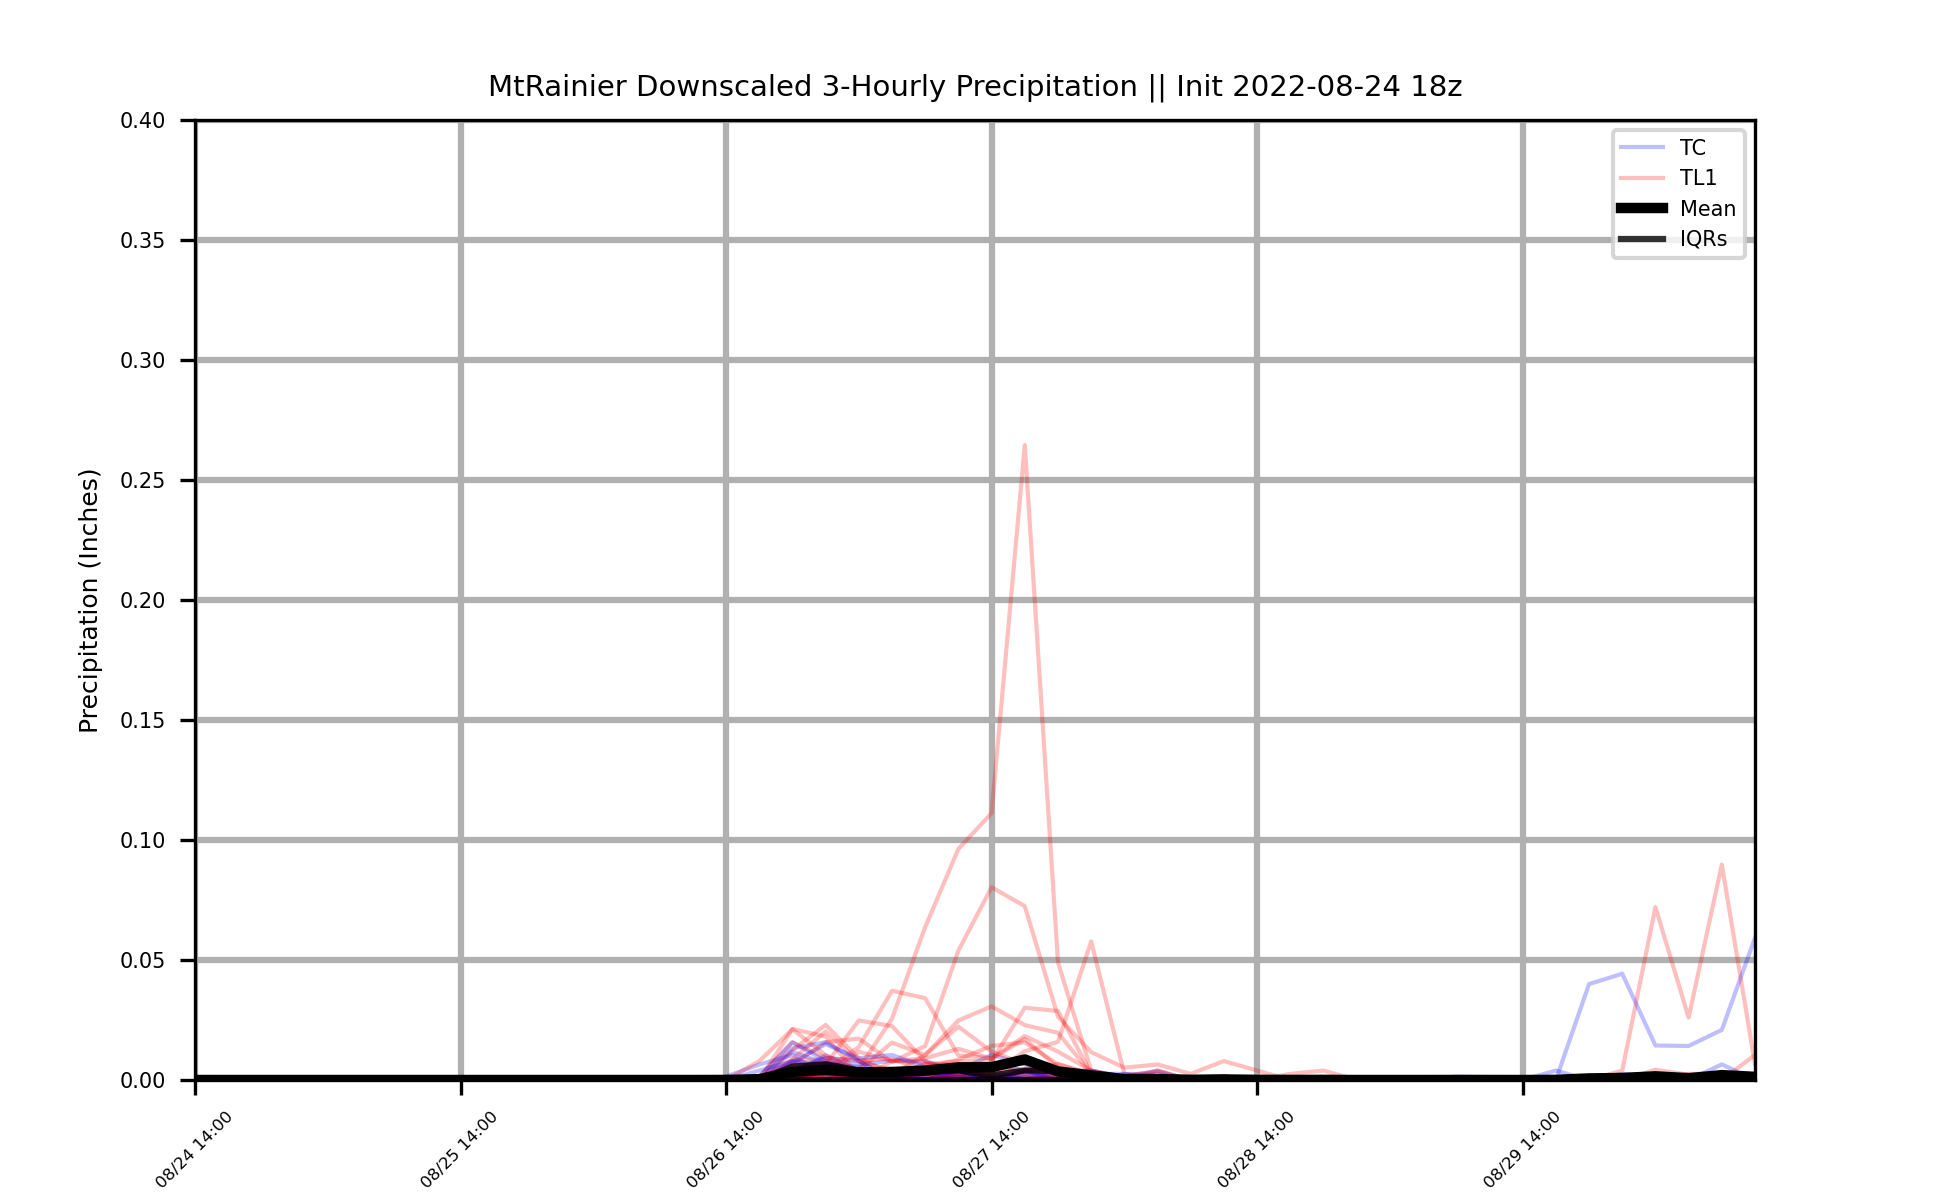 MtRainier Downscaled 3-Hourly Precipitation || Init 2022-08-24 18z
TC
TL1
Mean
IQRs
Precipitation (Inches)
0.40
0.35
0.30
0.25
0.20
0.15
0.10
0.05
0.00
08/24 14:00
08/25 14:00
08/26 14:00
08/27 14:00
08/28 14:00
08/29 14:00